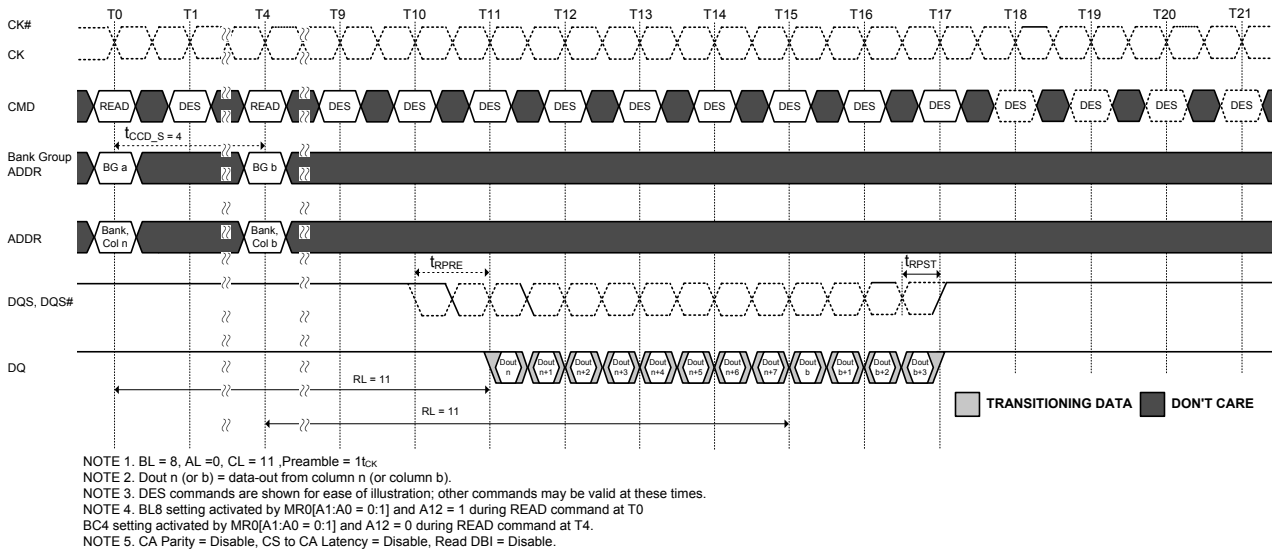 T0 T1 T4 T9 T10 T11 T12 T13 T14 T15 T16 T17 T18 T19 T20 T21
CK#
CK
CMD READ DES READ DES DES DES DES DES DES DES DES DES DES DES DES DES
tCCD_S = 4
Bank Group
ADDR
BG a BG b
ADDR
Bank,
Col n
Bank,
Col b
tRPRE tRPST
DQS, DQS#
DQ
Dout
n
Dout
n+1
Dout
n+2
Dout
n+3
Dout
n+4
Dout
n+5
Dout
n+6
Dout
n+7
Dout
b
Dout
b+1
Dout
b+2
Dout
b+3
RL = 11
RL = 11
TRANSITIONING DATA DON'T CARE
NOTE 1. BL = 8, AL =0, CL = 11 ,Preamble = 1tCK
NOTE 2. Dout n (or b) = data-out from column n (or column b).
NOTE 3. DES commands are shown for ease of illustration; other commands may be valid at these times.
NOTE 4. BL8 setting activated by MR0[A1:A0 = 0:1] and A12 = 1 during READ command at T0
BC4 setting activated by MR0[A1:A0 = 0:1] and A12 = 0 during READ command at T4.
NOTE 5. CA Parity = Disable, CS to CA Latency = Disable, Read DBI = Disable.